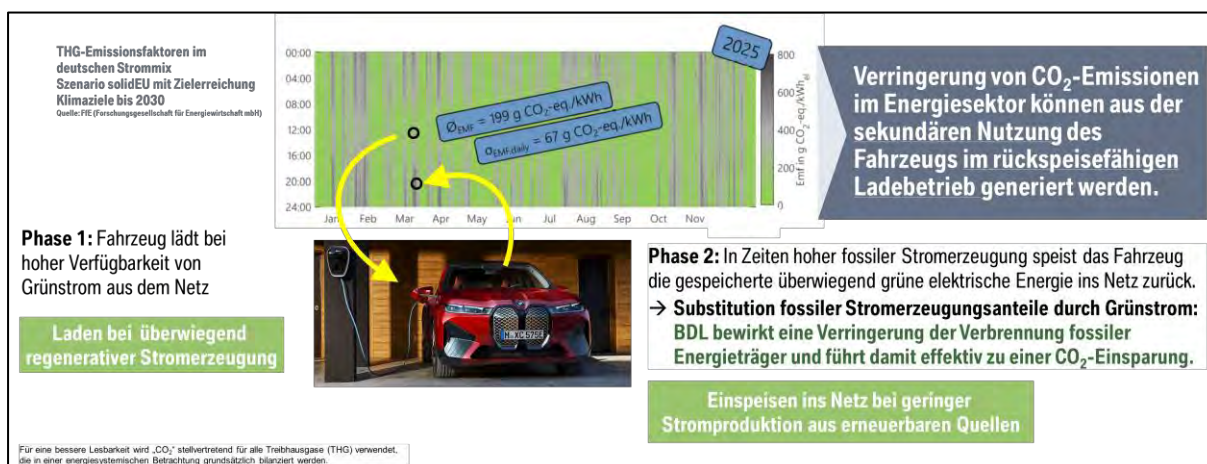 THG-Emissionsfaktoren im
deutschen Strommix
Szenario solidEU mit Zielerreichung
Klimaziele bis 2030
Quelle: FfE (Forschungsgesellschaft für Energiewirtschaft mbH)
00:00
04:00
08:00
12:00
16:00
20:00
24:00
Jan
Feb
Mar
Apr
May
Jun
Jul
Aug
Sep
Oct
Nov
Ø_EMF = 199 g CO₂-eq./kWh
σ_EMF,daily = 67 g CO₂-eq./kWh
2025
800
600
400
200
0
Emf in g CO₂-eq./kWh_el
Verringerung von CO₂-Emissionen
im Energiesektor können aus der
sekundären Nutzung des
Fahrzeugs im rückspeisefähigen
Ladebetrieb generiert werden.
Phase 1: Fahrzeug lädt bei
hoher Verfügbarkeit von
Grünstrom aus dem Netz
Laden bei überwiegend
regenerativer Stromerzeugung
Phase 2: In Zeiten hoher fossiler Stromerzeugung speist das Fahrzeug
die gespeicherte überwiegend grüne elektrische Energie ins Netz zurück.
→ Substitution fossiler Stromerzeugungsanteile durch Grünstrom:
BDL bewirkt eine Verringerung der Verbrennung fossiler
Energieträger und führt damit effektiv zu einer CO₂-Einsparung.
Einspeisen ins Netz bei geringer
Stromproduktion aus erneuerbaren Quellen
Für eine bessere Lesbarkeit wird „CO₂" stellvertretend für alle Treibhausgase (THG) verwendet,
die in einer energiesystemischen Betrachtung grundsätzlich bilanziert werden.